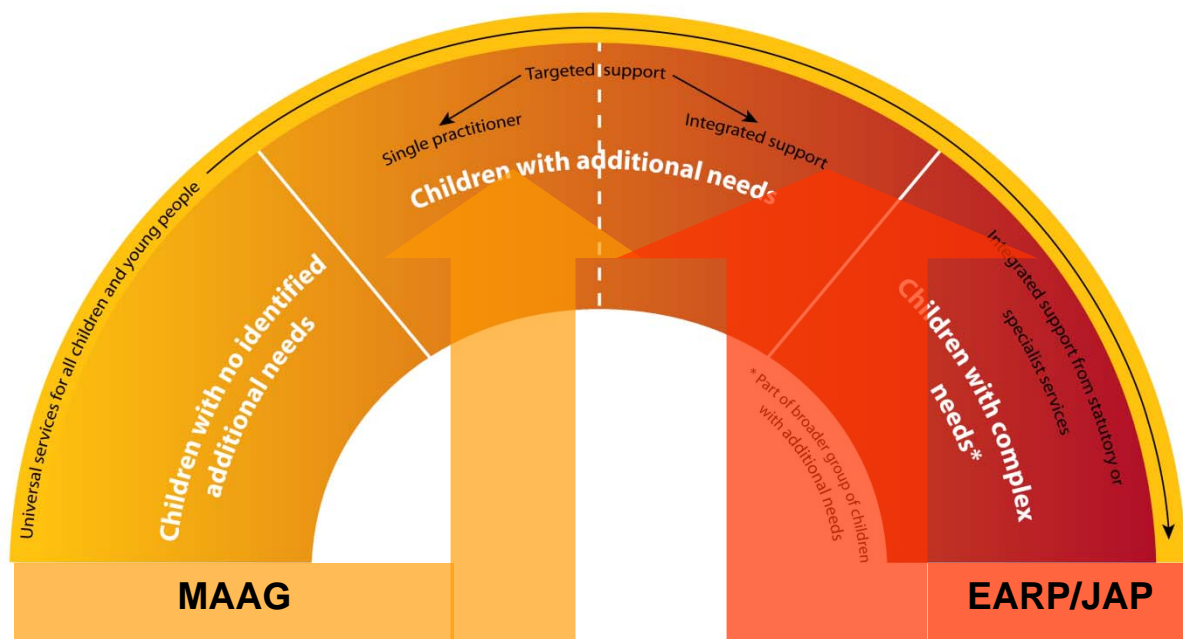 Universal services for all children and young people
Children with no identified
additional needs
Targeted support
Single practitioner
Integrated support
Children with additional needs
Children with complex
needs*
Integrated support from statutory or
specialist services
* Part of broader group of children
with additional needs
MAAG
EARP/JAP